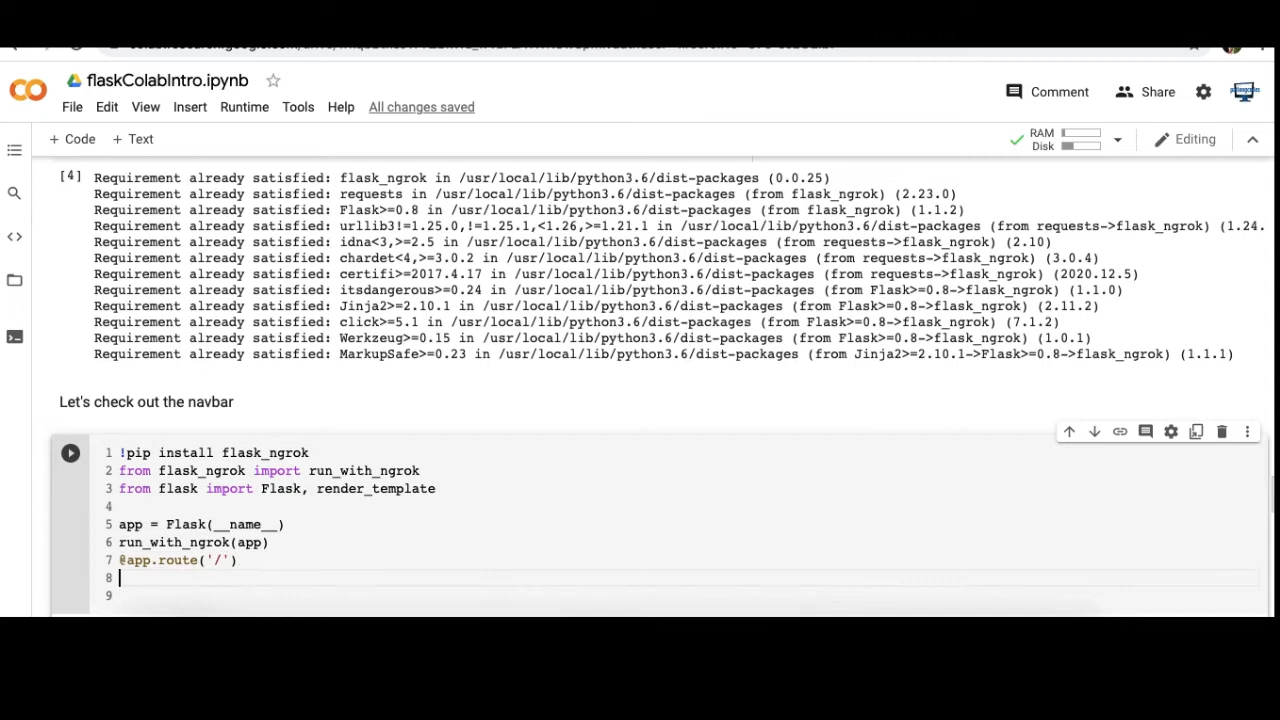 flaskColabIntro.ipynb
Comment
Share
File Edit View Insert Runtime Tools Help All changes saved
+ Code + Text
RAM
Disk
Editing
[4]
Requirement already satisfied: flask_ngrok in /usr/local/lib/python3.6/dist-packages (0.0.25)
Requirement already satisfied: requests in /usr/local/lib/python3.6/dist-packages (from flask_ngrok) (2.23.0)
Requirement already satisfied: Flask>=0.8 in /usr/local/lib/python3.6/dist-packages (from flask_ngrok) (1.1.2)
Requirement already satisfied: urllib3!=1.25.0,!=1.25.1,<1.26,>=1.21.1 in /usr/local/lib/python3.6/dist-packages (from requests->flask_ngrok) (1.24.
Requirement already satisfied: idna<3,>=2.5 in /usr/local/lib/python3.6/dist-packages (from requests->flask_ngrok) (2.10)
Requirement already satisfied: chardet<4,>=3.0.2 in /usr/local/lib/python3.6/dist-packages (from requests->flask_ngrok) (3.0.4)
Requirement already satisfied: certifi>=2017.4.17 in /usr/local/lib/python3.6/dist-packages (from requests->flask_ngrok) (2020.12.5)
Requirement already satisfied: itsdangerous>=0.24 in /usr/local/lib/python3.6/dist-packages (from Flask>=0.8->flask_ngrok) (1.1.0)
Requirement already satisfied: Jinja2>=2.10.1 in /usr/local/lib/python3.6/dist-packages (from Flask>=0.8->flask_ngrok) (2.11.2)
Requirement already satisfied: click>=5.1 in /usr/local/lib/python3.6/dist-packages (from Flask>=0.8->flask_ngrok) (7.1.2)
Requirement already satisfied: Werkzeug>=0.15 in /usr/local/lib/python3.6/dist-packages (from Flask>=0.8->flask_ngrok) (1.0.1)
Requirement already satisfied: MarkupSafe>=0.23 in /usr/local/lib/python3.6/dist-packages (from Jinja2>=2.10.1->Flask>=0.8->flask_ngrok) (1.1.1)
Let's check out the navbar
1 !pip install flask_ngrok
2 from flask_ngrok import run_with_ngrok
3 from flask import Flask, render_template
4
5 app = Flask(__name__)
6 run_with_ngrok(app)
7 @app.route('/')
8
9